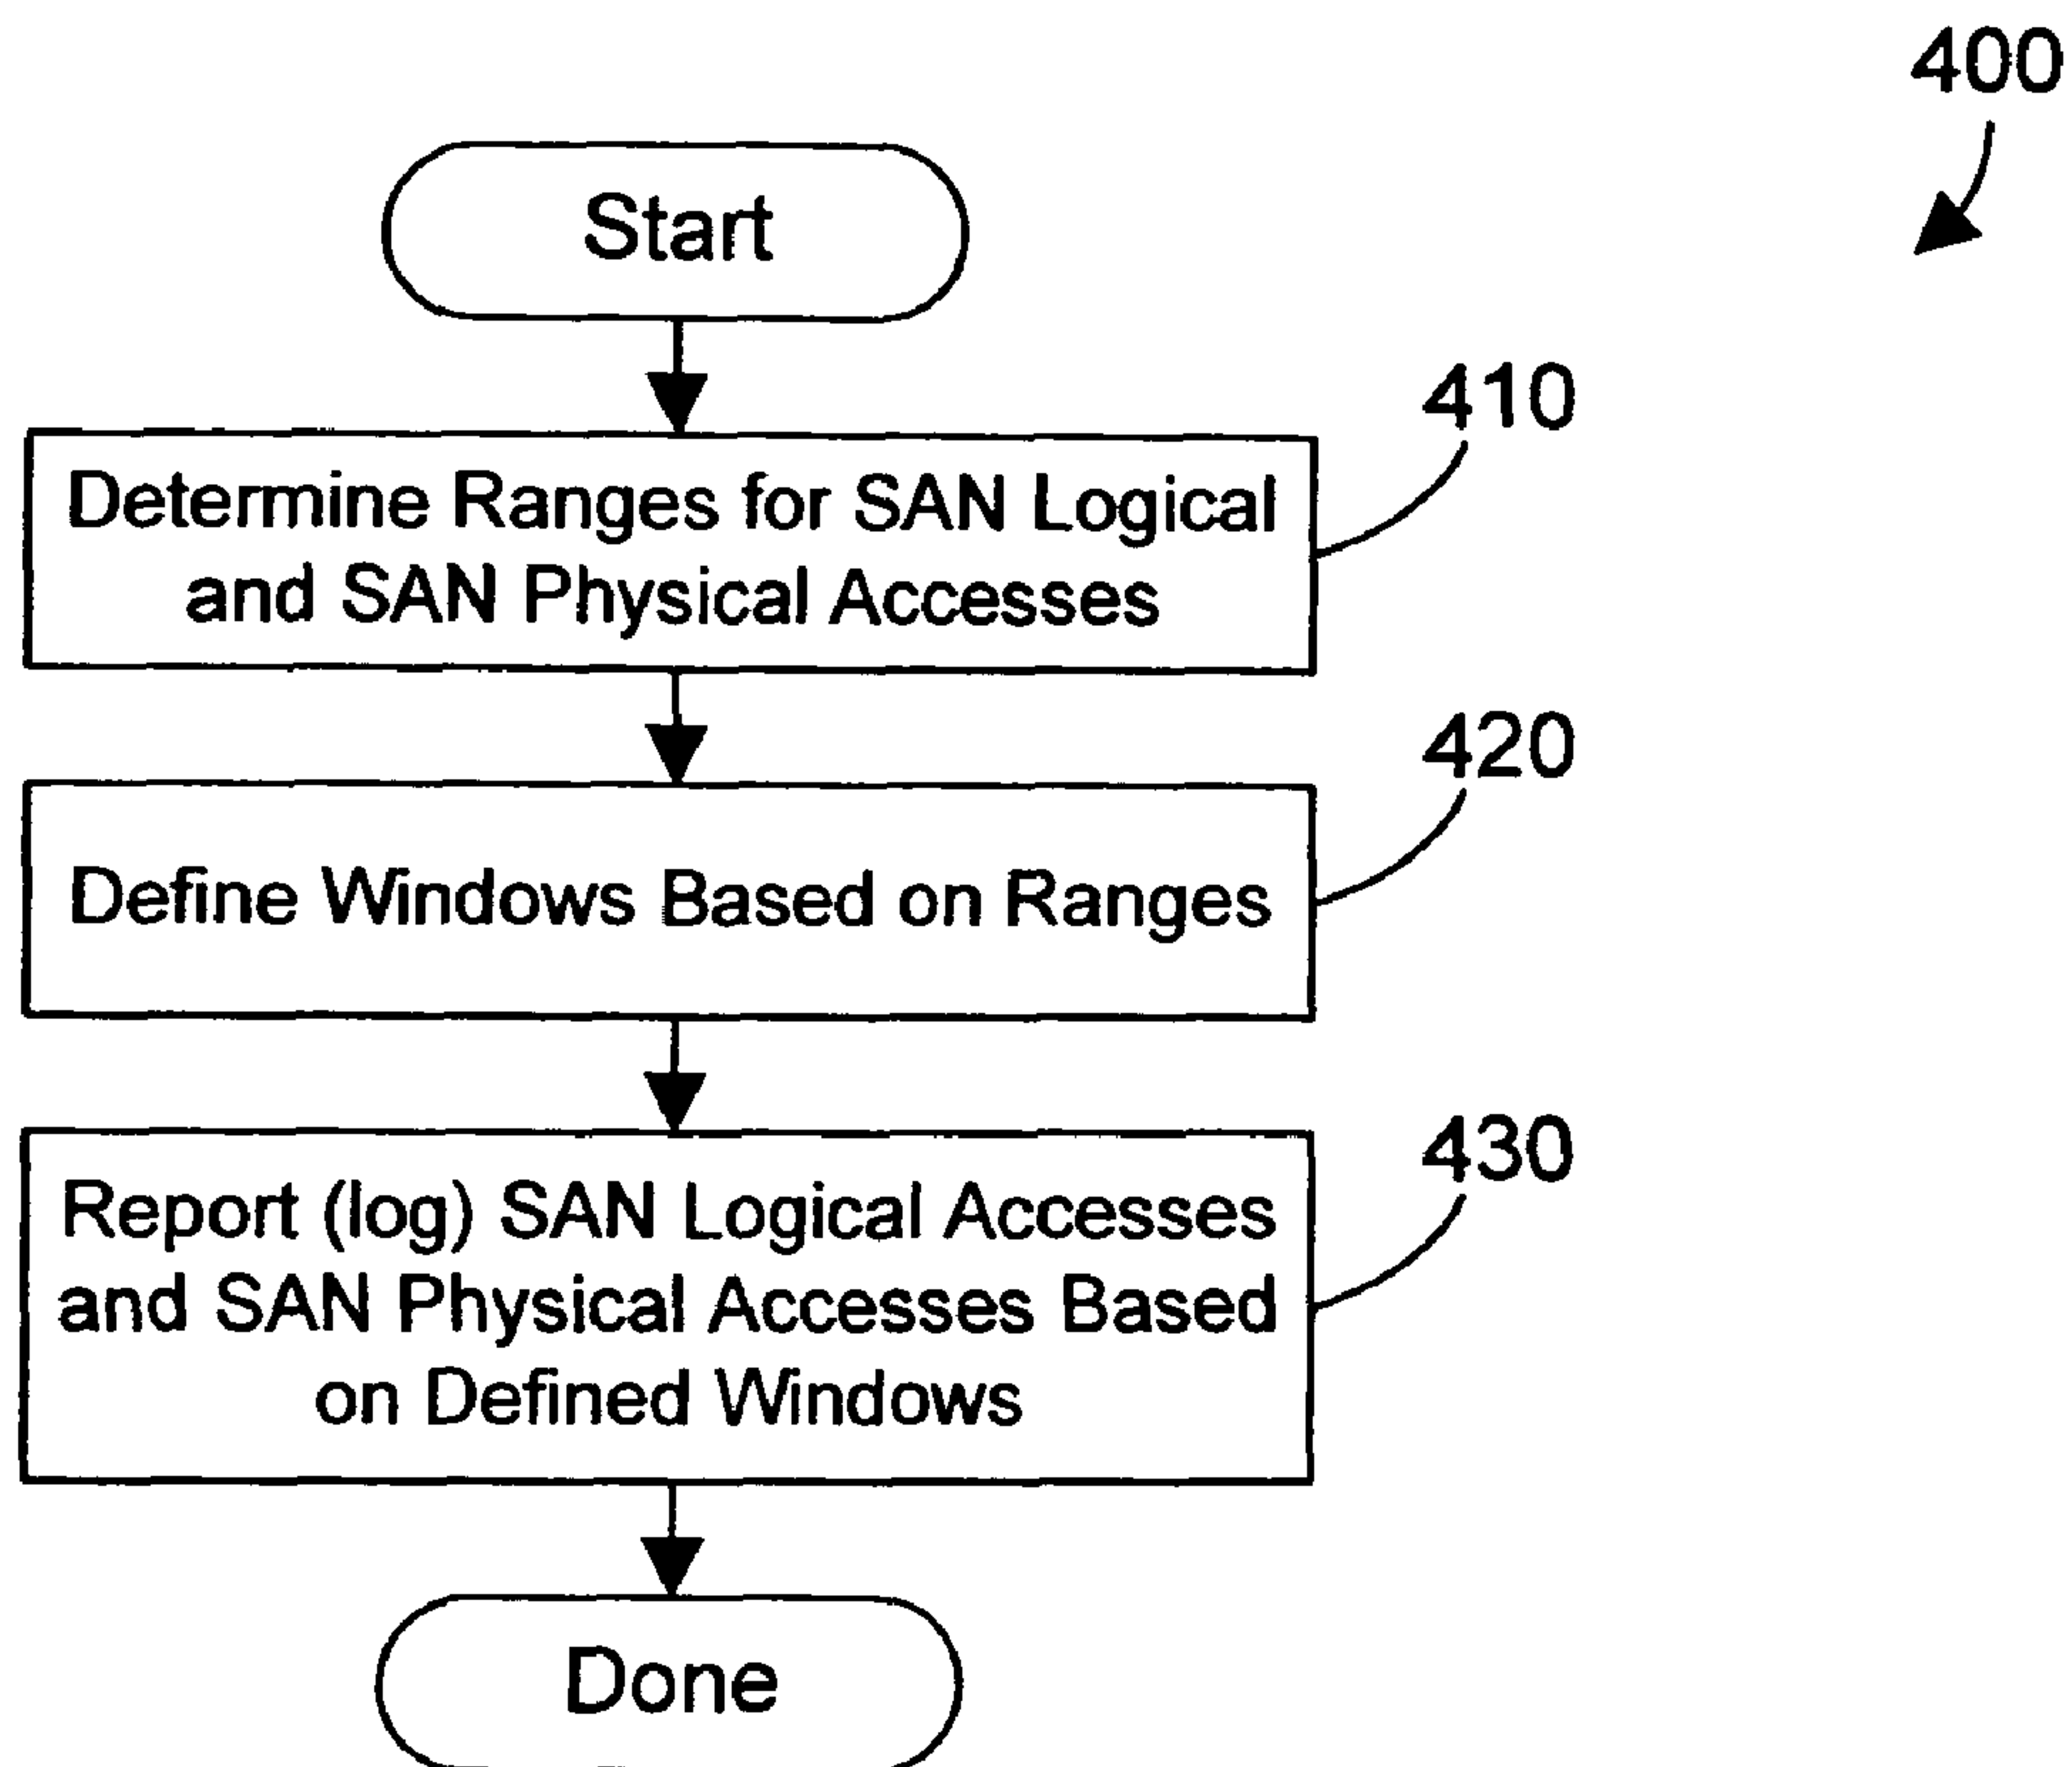 400
Start
410
Determine Ranges for SAN Logical
and SAN Physical Accesses
420
Define Windows Based on Ranges
430
Report (log) SAN Logical Accesses
and SAN Physical Accesses Based
on Defined Windows
Done